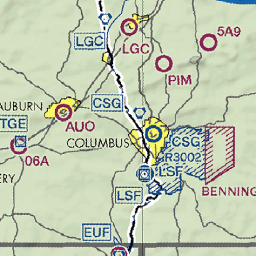 LGC
LGC
5A9
PIM
CSG
AUBURN
AUO
TGE
COLUMBUS
CSG
R3002
06A
LSF
BENNING
LSF
ERY
EUF